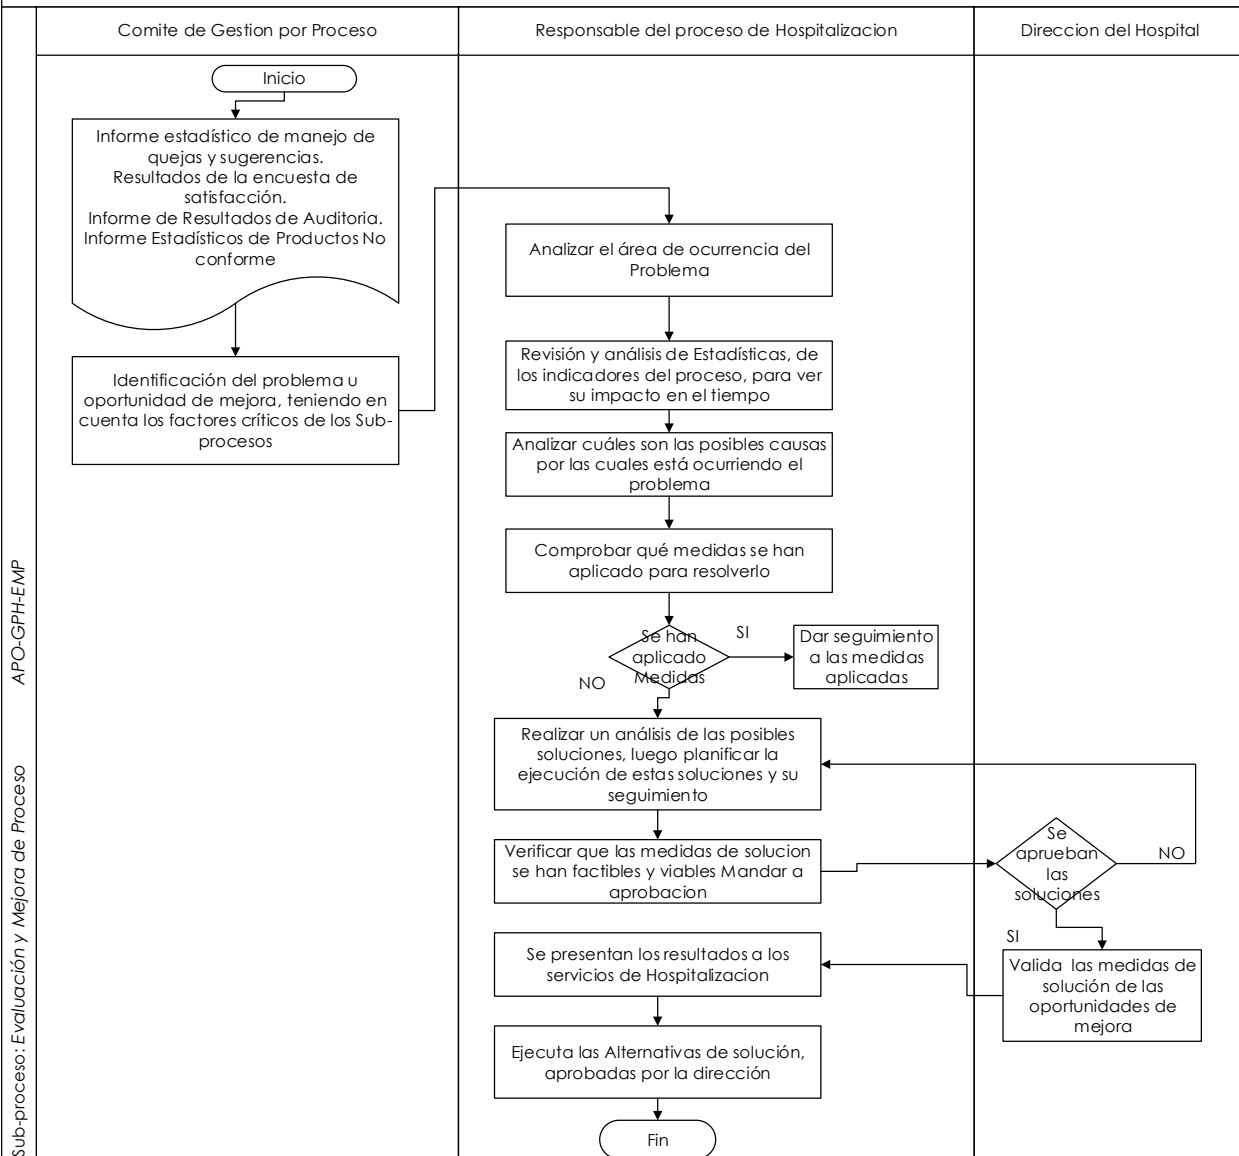 Comite de Gestion por Proceso
Responsable del proceso de Hospitalizacion
Direccion del Hospital
Inicio
Informe estadístico de manejo de
quejas y sugerencias.
Resultados de la encuesta de
satisfacción.
Informe de Resultados de Auditoria.
Informe Estadísticos de Productos No
conforme
Identificación del problema u
oportunidad de mejora, teniendo en
cuenta los factores críticos de los Sub-
procesos
Analizar el área de ocurrencia del
Problema
Revisión y análisis de Estadísticas, de
los indicadores del proceso, para ver
su impacto en el tiempo
Analizar cuáles son las posibles causas
por las cuales está ocurriendo el
problema
Comprobar qué medidas se han
aplicado para resolverlo
Se han
aplicado
Medidas
SI
NO
Dar seguimiento
a las medidas
aplicadas
Realizar un análisis de las posibles
soluciones, luego planificar la
ejecución de estas soluciones y su
seguimiento
Verificar que las medidas de solucion
se han factibles y viables Mandar a
aprobacion
Se
aprueban
las
soluciones
NO
SI
Valida  las medidas de
solución de las
oportunidades de
mejora
Se presentan los resultados a los
servicios de Hospitalizacion
Ejecuta las Alternativas de solución,
aprobadas por la dirección
Fin
Sub-proceso: Evaluación y Mejora de Proceso APO-GPH-EMP